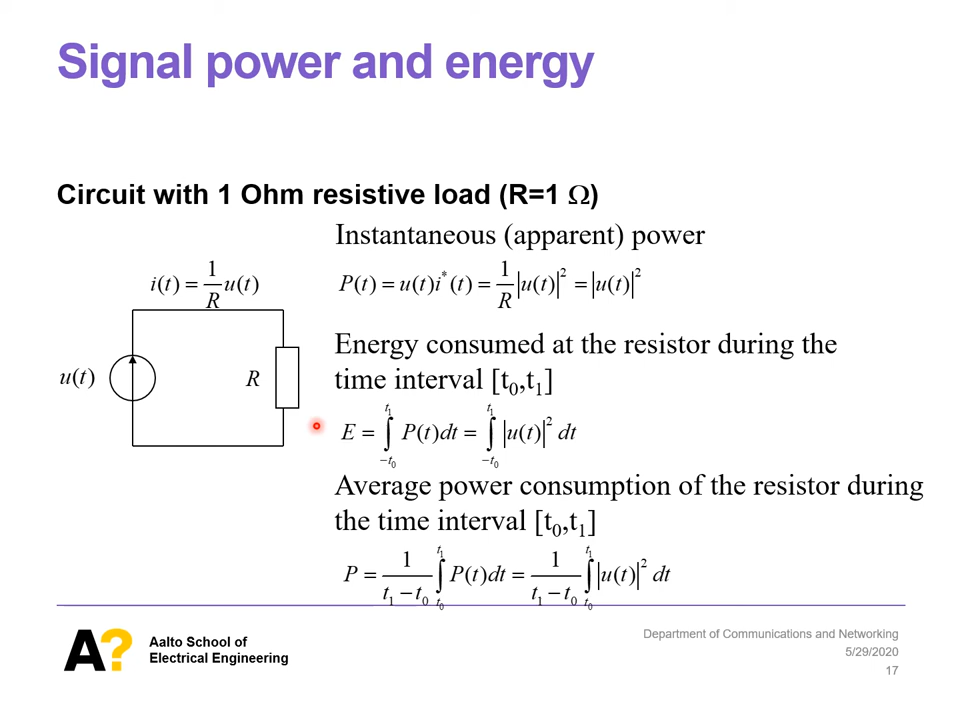 Signal power and energy
Circuit with 1 Ohm resistive load (R=1 Ω)
Instantaneous (apparent) power
i(t) = 1/R u(t)
P(t) = u(t)i*(t) = 1/R |u(t)|² = |u(t)|²
Energy consumed at the resistor during the
time interval [t₀,t₁]
u(t)
R
E = ∫_{−t₀}^{t₁} P(t)dt = ∫_{−t₀}^{t₁} |u(t)|² dt
Average power consumption of the resistor during
the time interval [t₀,t₁]
P = 1/(t₁ − t₀) ∫_{t₀}^{t₁} P(t)dt = 1/(t₁ − t₀) ∫_{t₀}^{t₁} |u(t)|² dt
A?
Aalto School of
Electrical Engineering
Department of Communications and Networking
5/29/2020
17